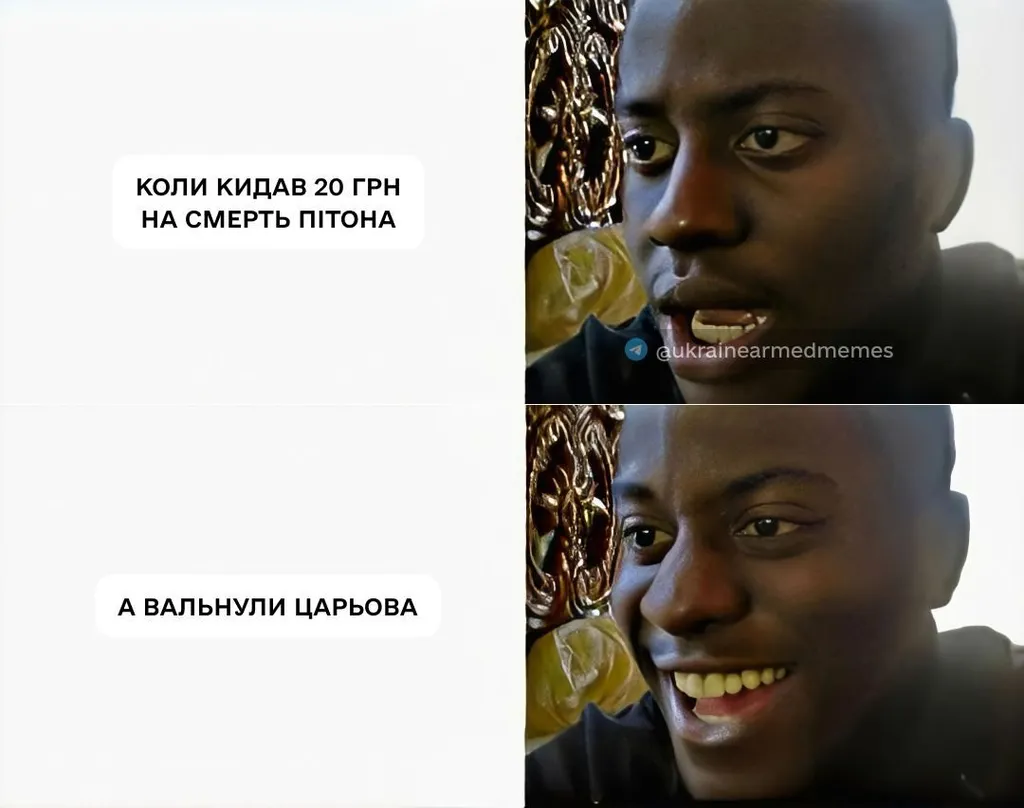 КОЛИ КИДАВ 20 ГРН
НА СМЕРТЬ ПІТОНА
@ukrainearmedmemes
А ВАЛЬНУЛИ ЦАРЬОВА